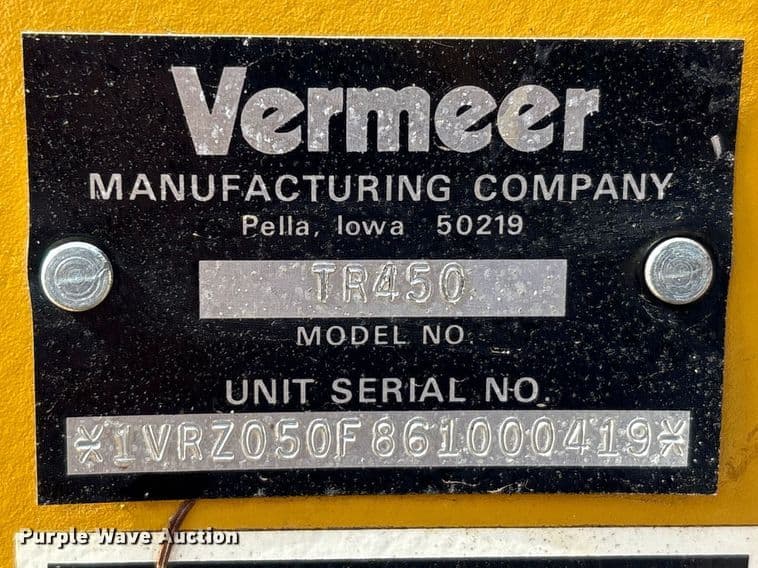 Vermeer
MANUFACTURING COMPANY
Pella, Iowa 50219
TR450
MODEL NO.
UNIT SERIAL NO.
*1VRZ050F861000419*
Purple Wave Auction